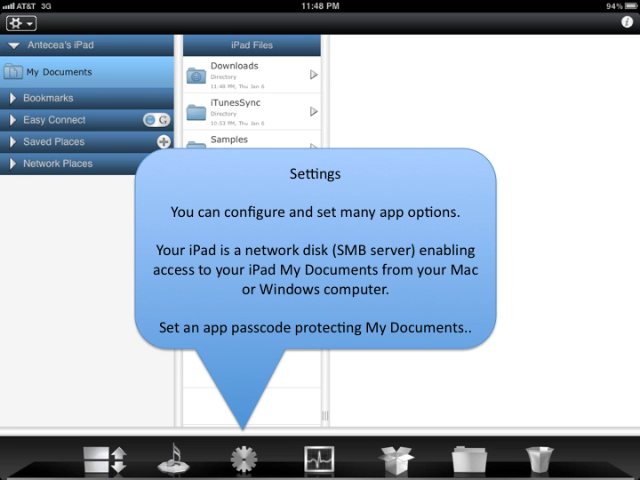 AT&T 3G 11:48 PM 94%
Antecea's iPad
iPad Files
My Documents
Bookmarks
Easy Connect G
Saved Places
Network Places
Downloads
Directory
11:48 PM, Thu Jan 6
iTunesSync
Directory
10:53 PM, Thu Jan 6
Samples
Settings
You can configure and set many app options.
Your iPad is a network disk (SMB server) enabling
access to your iPad My Documents from your Mac
or Windows computer.
Set an app passcode protecting My Documents..